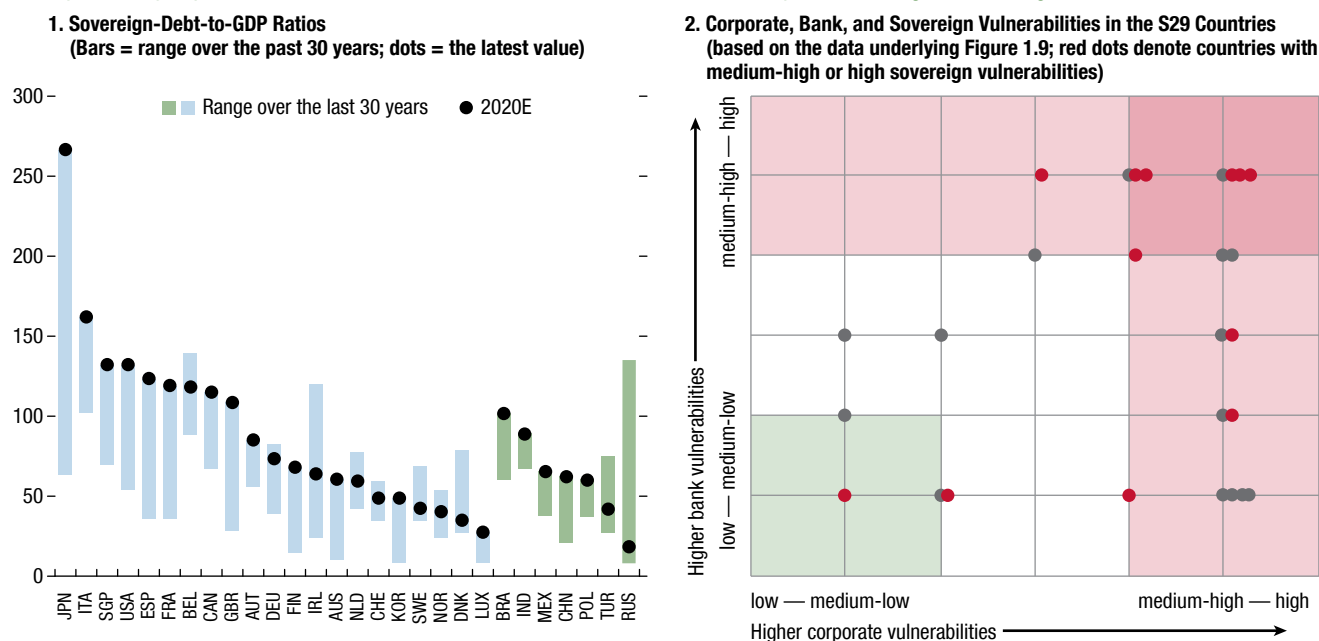 1. Sovereign-Debt-to-GDP Ratios
(Bars = range over the past 30 years; dots = the latest value)
300
250
200
150
100
50
0
Range over the last 30 years
2020E
JPN
ITA
SGP
USA
ESP
FRA
BEL
CAN
GBR
AUT
DEU
FIN
IRL
AUS
NLD
CHE
KOR
SWE
NOR
DNK
LUX
BRA
IND
MEX
CHN
POL
TUR
RUS
2. Corporate, Bank, and Sovereign Vulnerabilities in the S29 Countries
(based on the data underlying Figure 1.9; red dots denote countries with
medium-high or high sovereign vulnerabilities)
Higher bank vulnerabilities
low — medium-low
medium-high — high
low — medium-low
medium-high — high
Higher corporate vulnerabilities